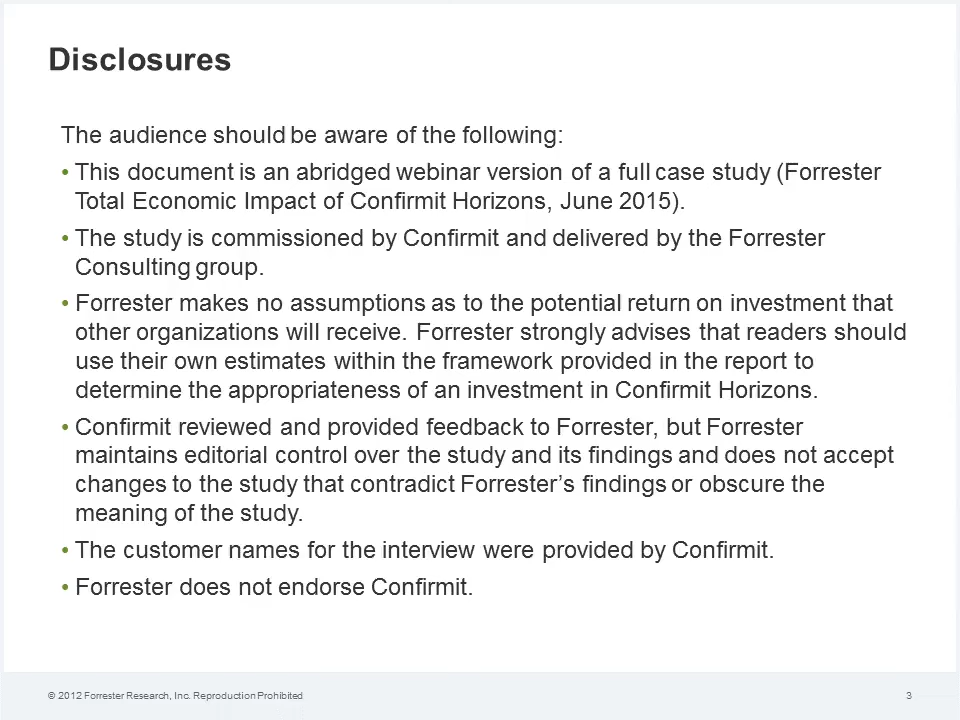 Disclosures
The audience should be aware of the following:
• This document is an abridged webinar version of a full case study (Forrester
Total Economic Impact of Confirmit Horizons, June 2015).
• The study is commissioned by Confirmit and delivered by the Forrester
Consulting group.
• Forrester makes no assumptions as to the potential return on investment that
other organizations will receive. Forrester strongly advises that readers should
use their own estimates within the framework provided in the report to
determine the appropriateness of an investment in Confirmit Horizons.
• Confirmit reviewed and provided feedback to Forrester, but Forrester
maintains editorial control over the study and its findings and does not accept
changes to the study that contradict Forrester’s findings or obscure the
meaning of the study.
• The customer names for the interview were provided by Confirmit.
• Forrester does not endorse Confirmit.
© 2012 Forrester Research, Inc. Reproduction Prohibited
3